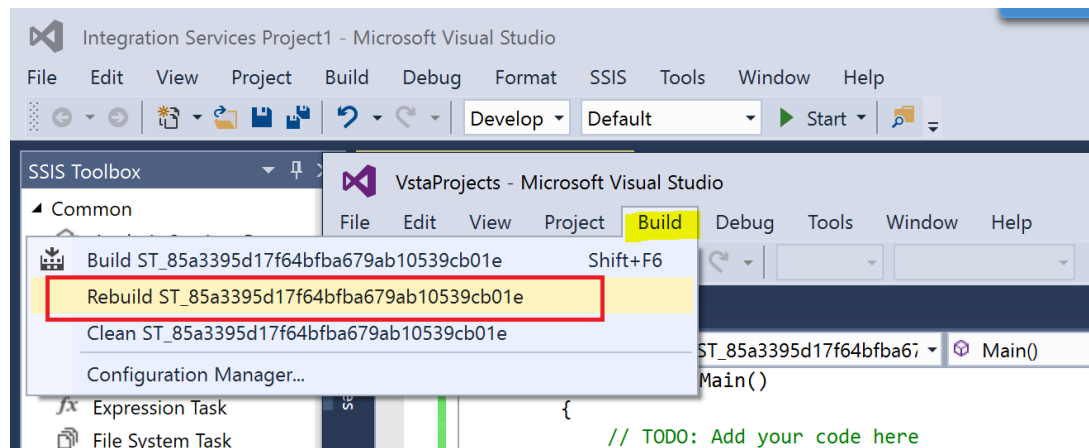 Integration Services Project1 - Microsoft Visual Studio
File Edit View Project Build Debug Format SSIS Tools Window Help
Develop Default Start
SSIS Toolbox
VstaProjects - Microsoft Visual Studio
Common
File Edit View Project Build Debug Tools Window Help
Build ST_85a3395d17f64bfba679ab10539cb01e Shift+F6
Rebuild ST_85a3395d17f64bfba679ab10539cb01e
Clean ST_85a3395d17f64bfba679ab10539cb01e
ST_85a3395d17f64bfba67 Main()
Configuration Manager...
Main()
fx Expression Task
{
File System Task
// TODO: Add your code here